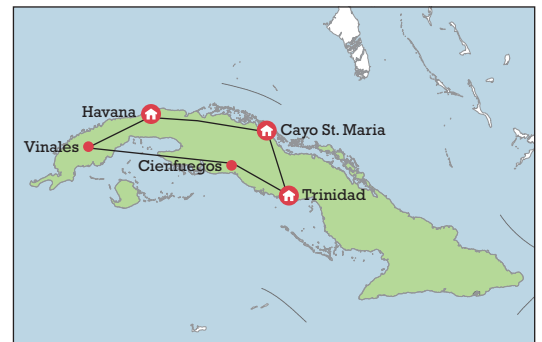 Havana
Cayo St. Maria
Vinales
Cienfuegos
Trinidad